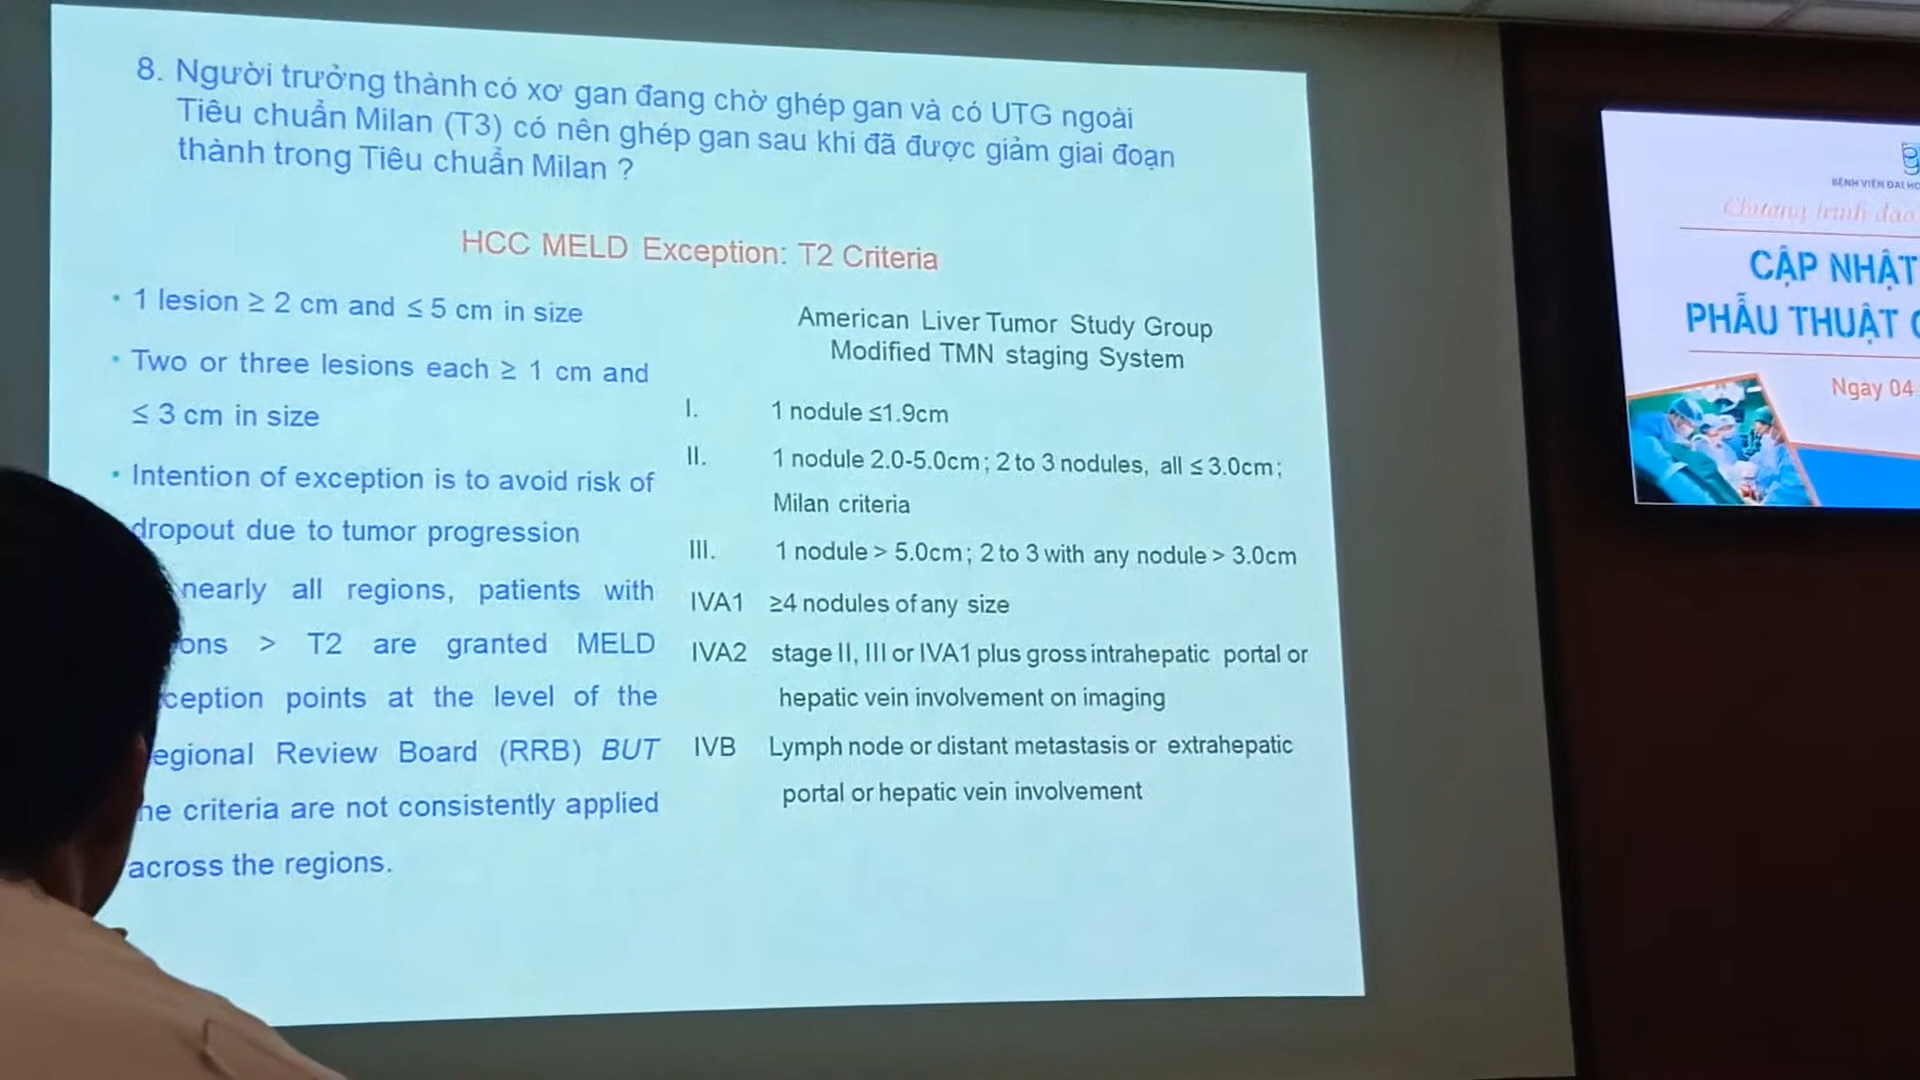 8. Người trưởng thành có xơ gan đang chờ ghép gan và có UTG ngoài
Tiêu chuẩn Milan (T3) có nên ghép gan sau khi đã được giảm giai đoạn
thành trong Tiêu chuẩn Milan ?
HCC MELD Exception: T2 Criteria
• 1 lesion ≥ 2 cm and ≤ 5 cm in size
• Two or three lesions each ≥ 1 cm and
≤ 3 cm in size
• Intention of exception is to avoid risk of
dropout due to tumor progression
nearly all regions, patients with
ons > T2 are granted MELD
ception points at the level of the
egional Review Board (RRB) BUT
he criteria are not consistently applied
across the regions.
American Liver Tumor Study Group
Modified TMN staging System
I. 1 nodule ≤1.9cm
II. 1 nodule 2.0-5.0cm; 2 to 3 nodules, all ≤ 3.0cm;
Milan criteria
III. 1 nodule > 5.0cm; 2 to 3 with any nodule > 3.0cm
IVA1 ≥4 nodules of any size
IVA2 stage II, III or IVA1 plus gross intrahepatic portal or
hepatic vein involvement on imaging
IVB Lymph node or distant metastasis or extrahepatic
portal or hepatic vein involvement
BỆNH VIỆN ĐẠI HỌ
Chương trình đào
CẬP NHẬT
PHẪU THUẬT
Ngày 04